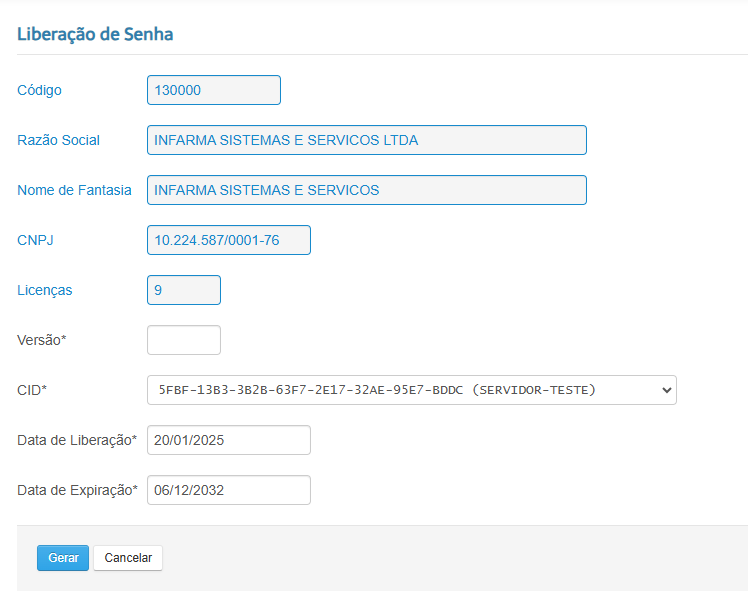 Liberação de Senha
Código 130000
Razão Social INFARMA SISTEMAS E SERVICOS LTDA
Nome de Fantasia INFARMA SISTEMAS E SERVICOS
CNPJ 10.224.587/0001-76
Licenças 9
Versão*
CID* 5FBF-13B3-3B2B-63F7-2E17-32AE-95E7-BDDC (SERVIDOR-TESTE)
Data de Liberação* 20/01/2025
Data de Expiração* 06/12/2032
Gerar Cancelar